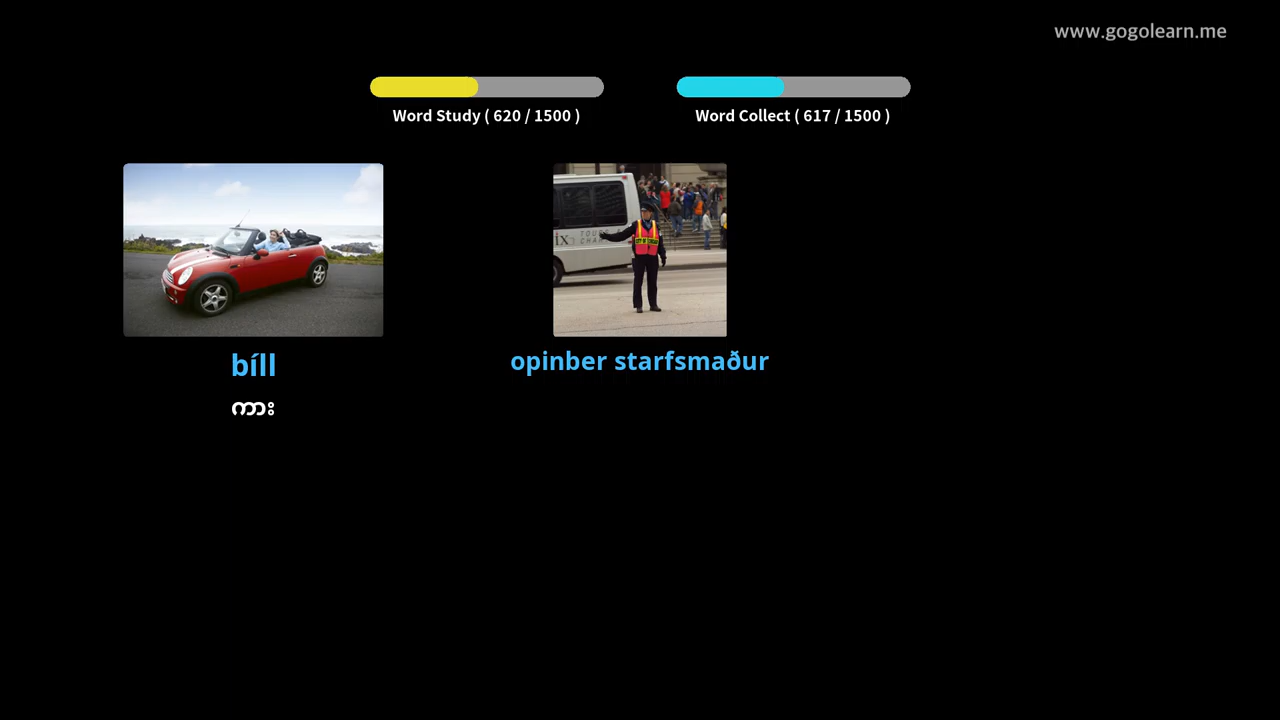 www.gogolearn.me
Word Study ( 620 / 1500 )
Word Collect ( 617 / 1500 )
bíll
ကား
opinber starfsmaður